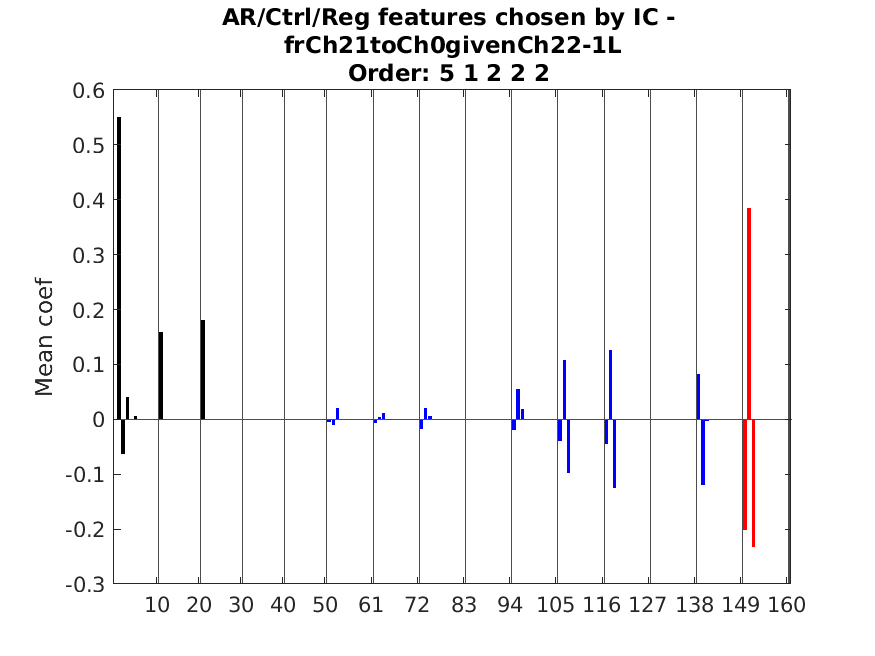 AR/Ctrl/Reg features chosen by IC -
frCh21toCh0givenCh22-1L
Order: 5 1 2 2 2
0.6
0.5
0.4
0.3
0.2
0.1
0
-0.1
-0.2
-0.3
Mean coef
10 20 30 40 50 61 72 83 94 105 116 127 138 149 160